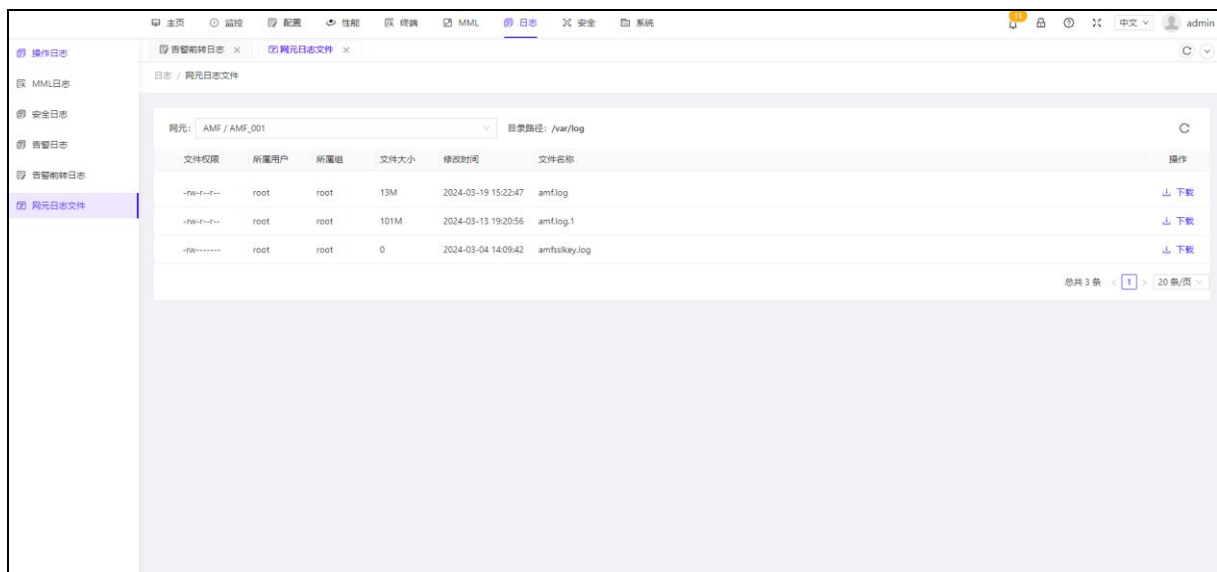 主页 监控 配置 性能 终端 MML 日志 安全 系统 11 中文 admin
操作日志
MML日志
安全日志
告警日志
告警前转日志
网元日志文件
告警前转日志 网元日志文件
日志 / 网元日志文件
网元: AMF / AMF_001 目录路径: /var/log
文件权限 所属用户 所属组 文件大小 修改时间 文件名称 操作
-rw-r--r-- root root 13M 2024-03-19 15:22:47 amf.log 下载
-rw-r--r-- root root 101M 2024-03-13 19:20:56 amf.log.1 下载
-rw------- root root 0 2024-03-04 14:09:42 amfsslkey.log 下载
总共 3 条 < 1 > 20 条/页